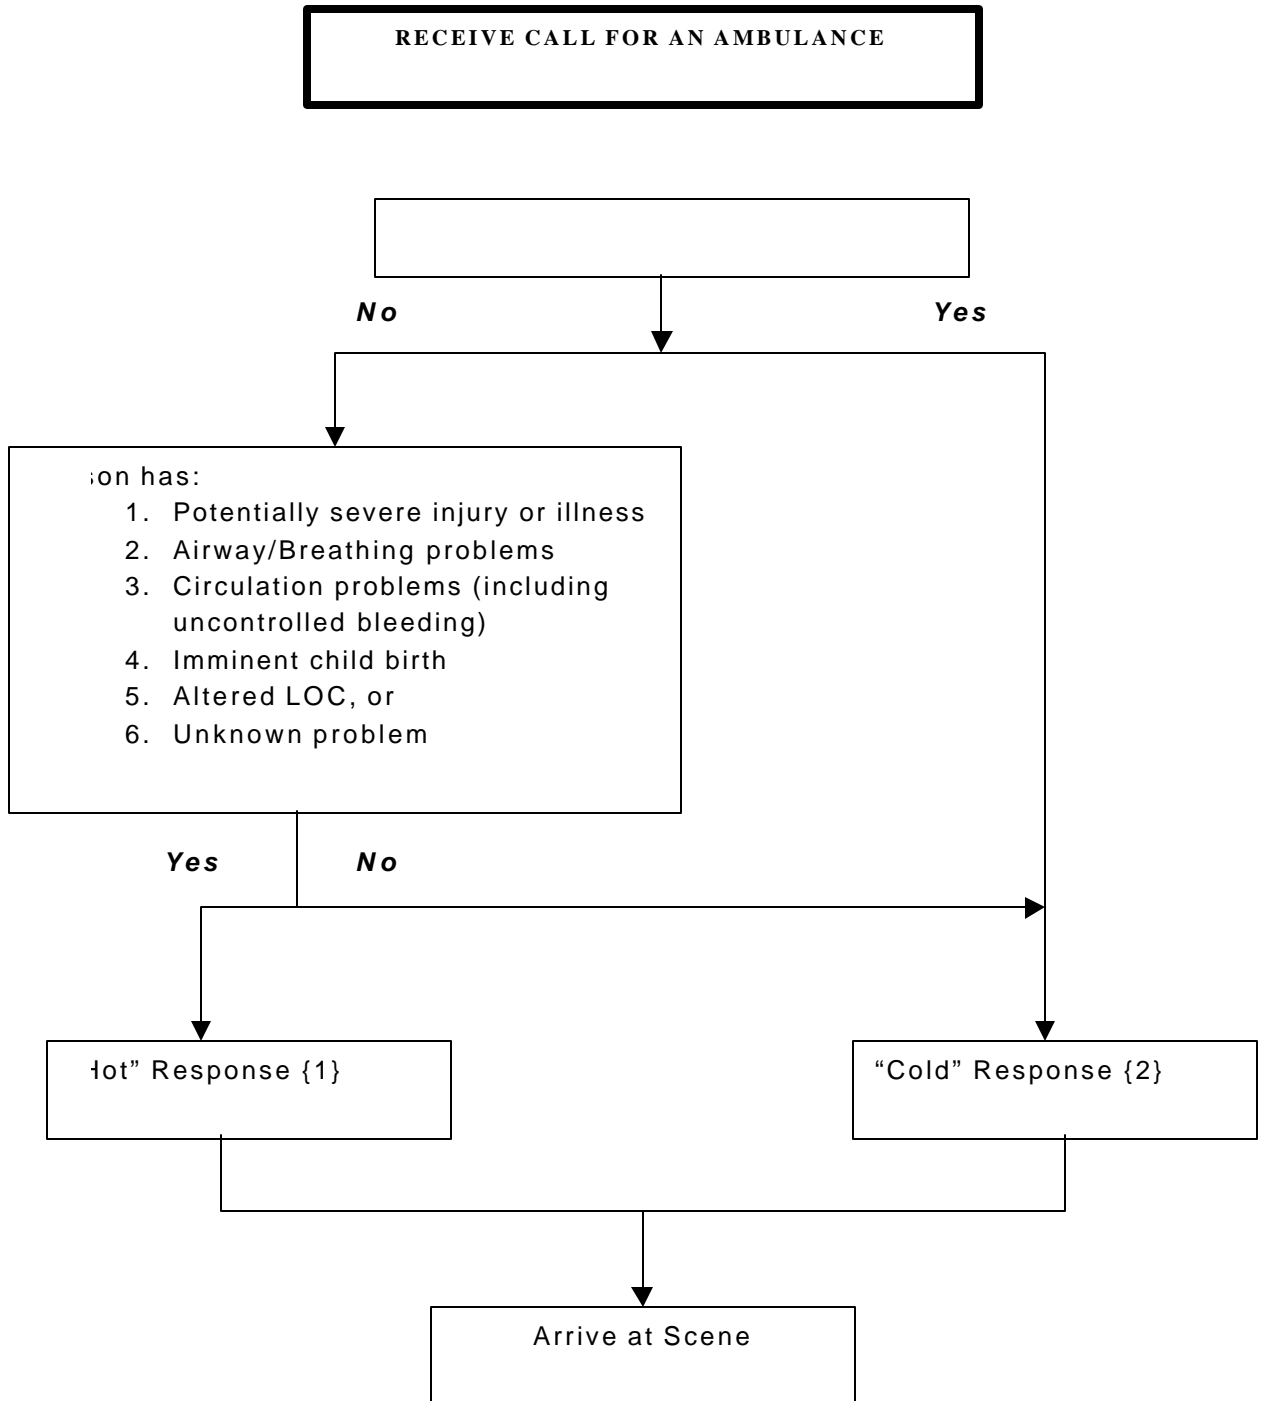 RECEIVE CALL FOR AN AMBULANCE
No
Yes
has:
1. Potentially severe injury or illness
2. Airway/Breathing problems
3. Circulation problems (including
uncontrolled bleeding)
4. Imminent child birth
5. Altered LOC, or
6. Unknown problem
Yes
No
Response {1}
“Cold” Response {2}
Arrive at Scene